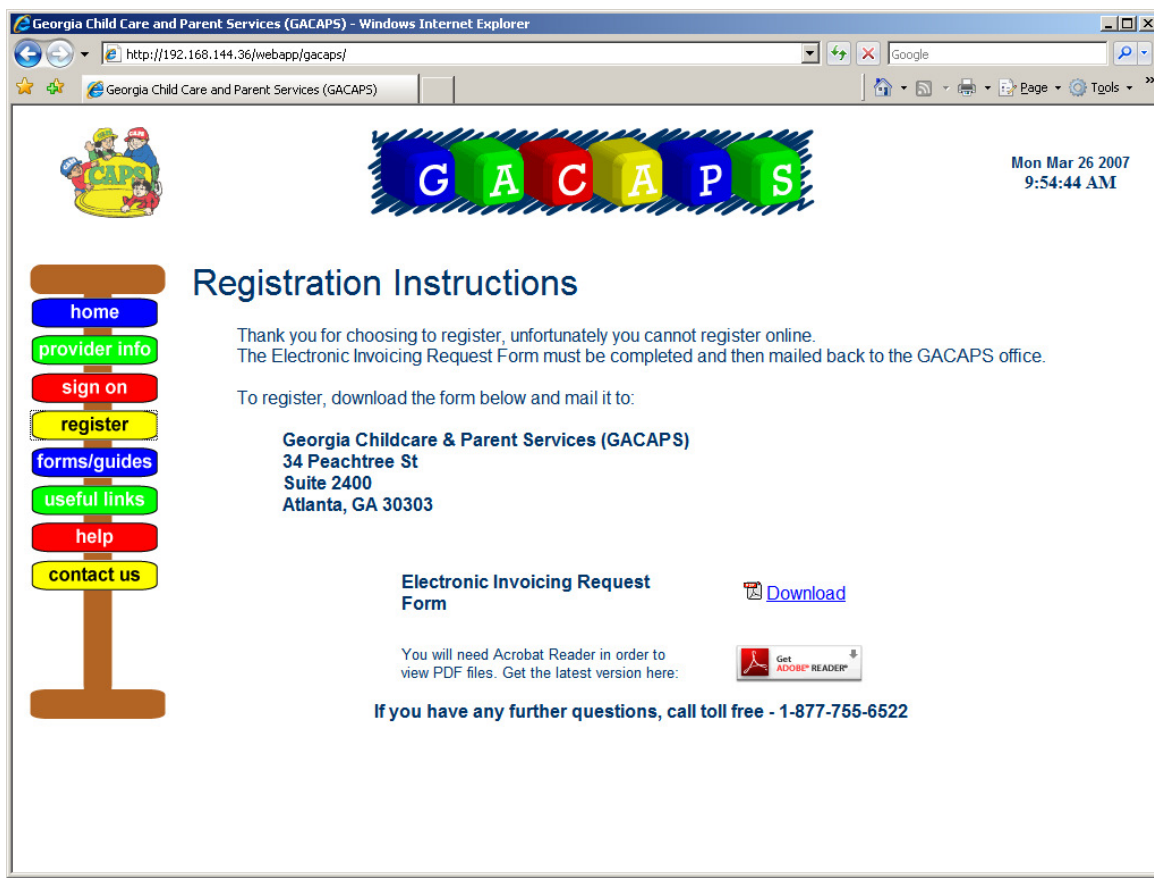 Georgia Child Care and Parent Services (GACAPS) - Windows Internet Explorer
http://192.168.144.36/webapp/gacaps/
Google
Georgia Child Care and Parent Services (GACAPS)
Page
Tools
CAPS
G A C A P S
Mon Mar 26 2007
9:54:44 AM
Registration Instructions
home
provider info
sign on
register
forms/guides
useful links
help
contact us
Thank you for choosing to register, unfortunately you cannot register online.
The Electronic Invoicing Request Form must be completed and then mailed back to the GACAPS office.
To register, download the form below and mail it to:
Georgia Childcare & Parent Services (GACAPS)
34 Peachtree St
Suite 2400
Atlanta, GA 30303
Electronic Invoicing Request
Form
Download
You will need Acrobat Reader in order to
view PDF files. Get the latest version here:
Get
ADOBE® READER®
If you have any further questions, call toll free - 1-877-755-6522